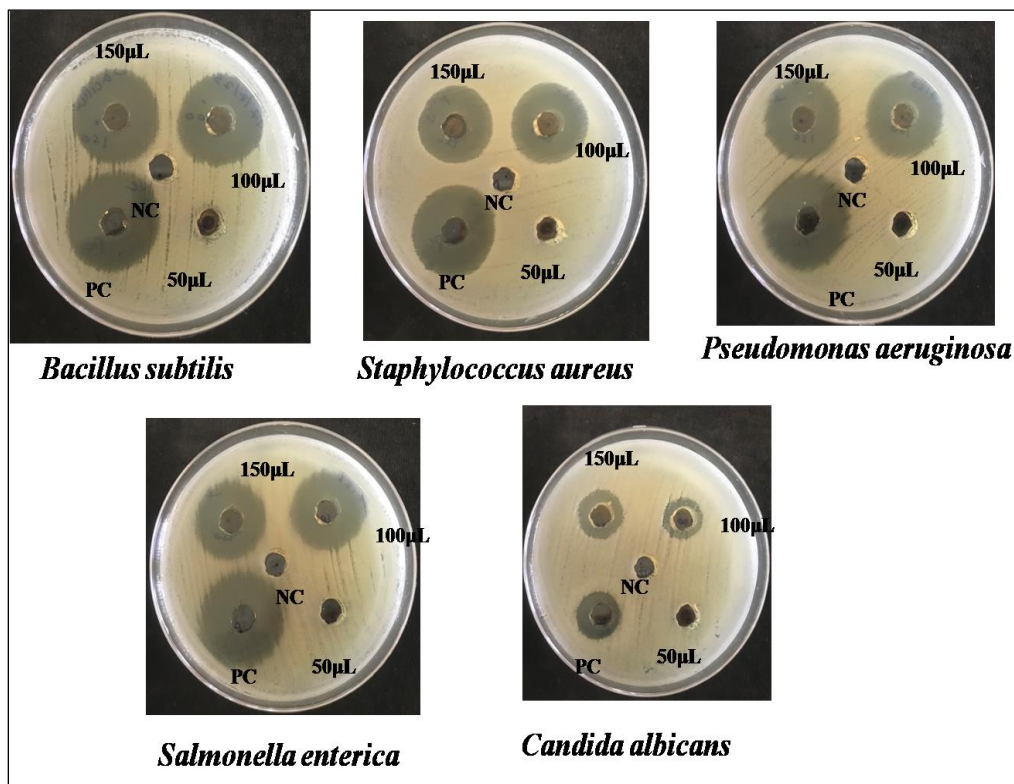 150µL
100µL
NC
50µL
PC
Bacillus subtilis
150µL
100µL
NC
50µL
PC
Staphylococcus aureus
150µL
100µL
NC
50µL
PC
Pseudomonas aeruginosa
150µL
100µL
NC
50µL
PC
Salmonella enterica
150µL
100µL
NC
50µL
PC
Candida albicans